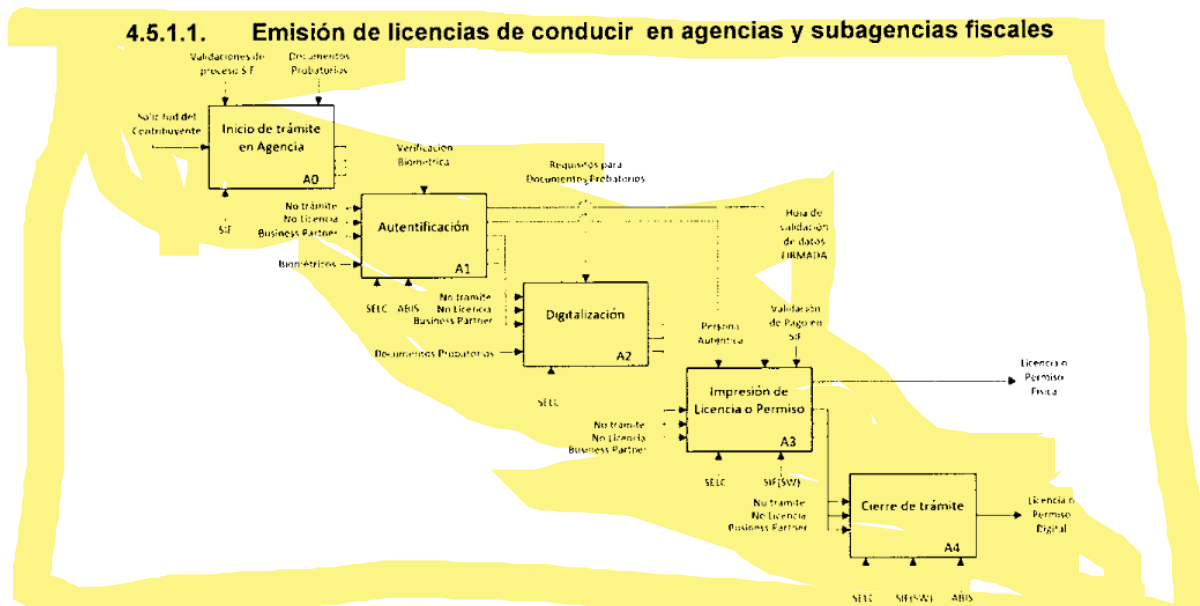 4.5.1.1. Emisión de licencias de conducir en agencias y subagencias fiscales
Validaciones de
proceso SIF
Documentos
Probatorios
Solicitud del
Contribuyente
Inicio de trámite
en Agencia
A0
SIF
Verificación
Biométrica
No trámite
No Licencia
Business Partner
Biométricos
Autentificación
A1
SELC
ABIS
Requisitos para
Documentos Probatorios
Hoja de
validación
de datos
FIRMADA
No tramite
No Licencia
Business Partner
Documentos Probatorios
Digitalización
A2
SELC
Persona
Autentica
Validación
de Pago en
SIF
No tramite
No Licencia
Business Partner
Impresión de
Licencia o Permiso
A3
SELC
SIF(SW)
Licencia o
Permiso
Física
No tramite
No Licencia
Business Partner
Cierre de trámite
A4
SELC
SIF(SW)
ABIS
Licencia o
Permiso
Digital